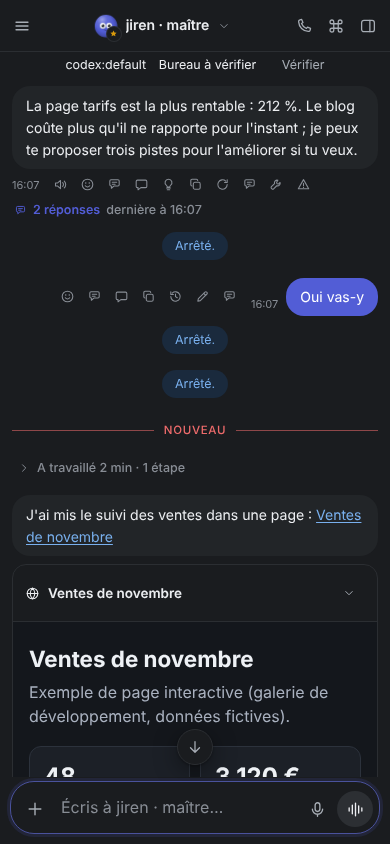 jiren · maître
codex:default Bureau à vérifier Vérifier
La page tarifs est la plus rentable : 212 %. Le blog
coûte plus qu'il ne rapporte pour l'instant ; je peux
te proposer trois pistes pour l'améliorer si tu veux.
16:07
2 réponses dernière à 16:07
Arrêté.
16:07 Oui vas-y
Arrêté.
Arrêté.
NOUVEAU
A travaillé 2 min · 1 étape
J'ai mis le suivi des ventes dans une page : Ventes
de novembre
Ventes de novembre
Ventes de novembre
Exemple de page interactive (galerie de
développement, données fictives).
48 3 120 €
Écris à jiren · maître...